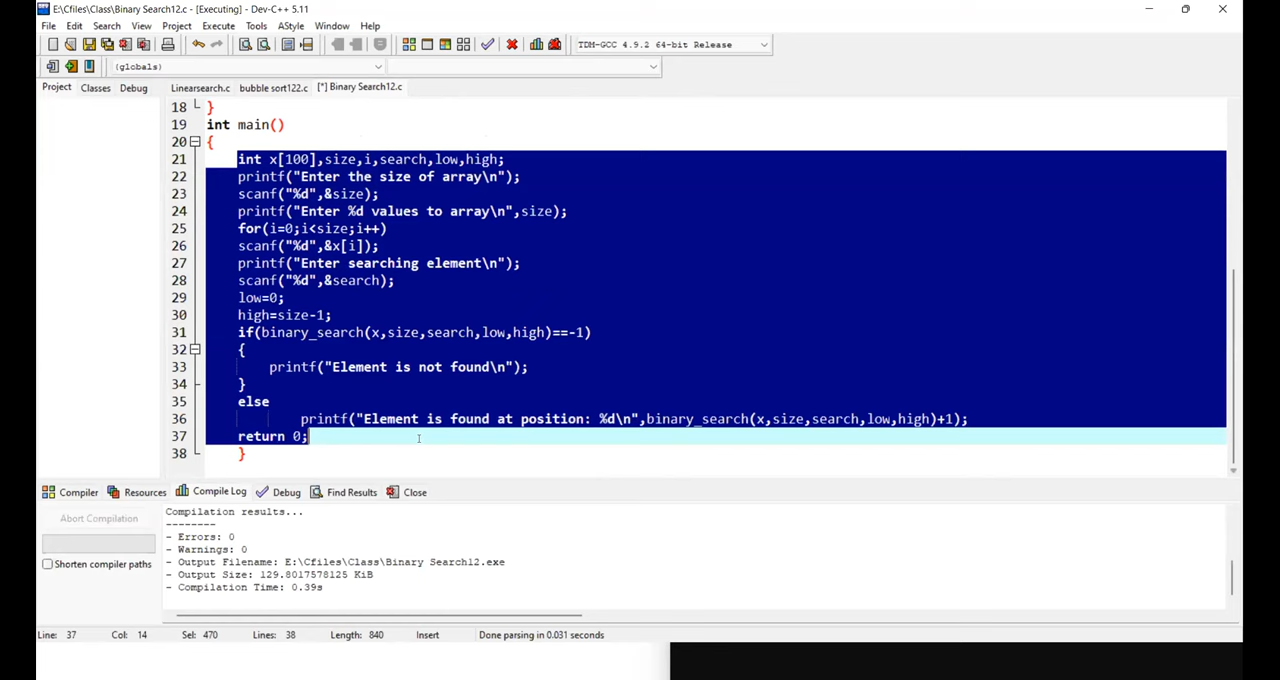 E:\Cfiles\Class\Binary Search12.c - [Executing] - Dev-C++ 5.11
File Edit Search View Project Execute Tools AStyle Window Help
TDM-GCC 4.9.2 64-bit Release
(globals)
Project Classes Debug Linearsearch.c bubble sort122.c [*] Binary Search12.c
18 }
19 int main()
20 {
21 int x[100],size,i,search,low,high;
22 printf("Enter the size of array\n");
23 scanf("%d",&size);
24 printf("Enter %d values to array\n",size);
25 for(i=0;i<size;i++)
26 scanf("%d",&x[i]);
27 printf("Enter searching element\n");
28 scanf("%d",&search);
29 low=0;
30 high=size-1;
31 if(binary_search(x,size,search,low,high)==-1)
32 {
33 printf("Element is not found\n");
34 }
35 else
36 printf("Element is found at position: %d\n",binary_search(x,size,search,low,high)+1);
37 return 0;
38 }
Compiler Resources Compile Log Debug Find Results Close
Abort Compilation
Shorten compiler paths
Compilation results...
--------
- Errors: 0
- Warnings: 0
- Output Filename: E:\Cfiles\Class\Binary Search12.exe
- Output Size: 129.8017578125 KiB
- Compilation Time: 0.39s
Line: 37 Col: 14 Sel: 470 Lines: 38 Length: 840 Insert Done parsing in 0.031 seconds